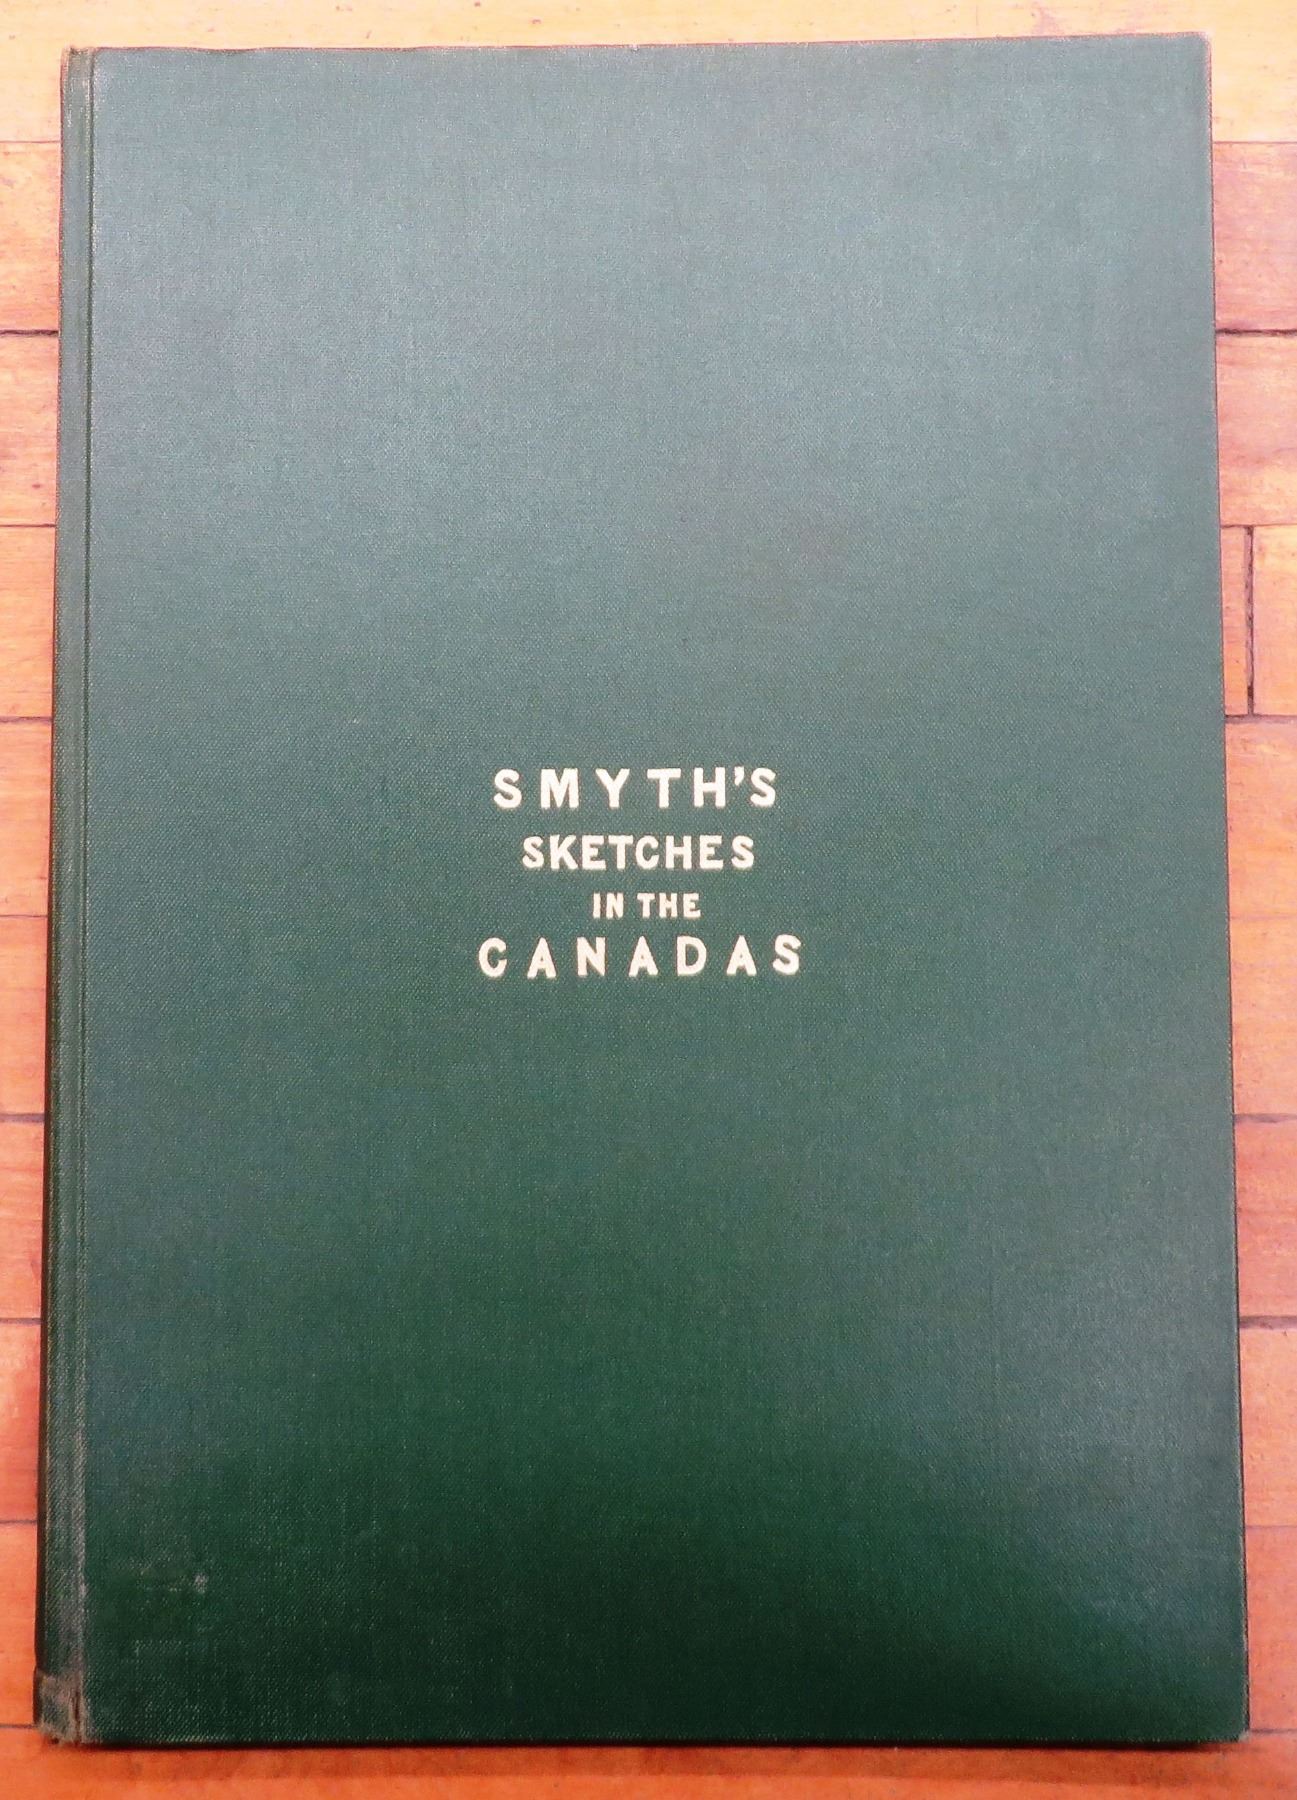 SMYTH'S
SKETCHES
IN THE
CANADAS